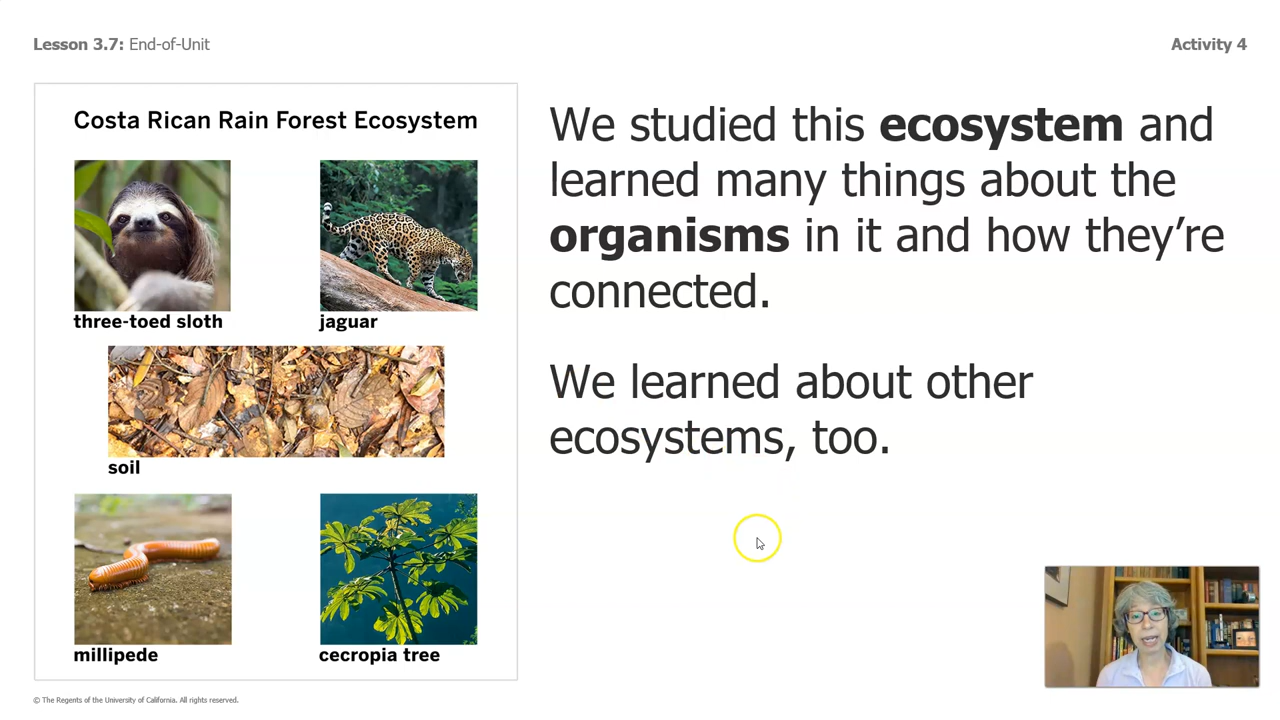 Lesson 3.7: End-of-Unit
Activity 4
Costa Rican Rain Forest Ecosystem
three-toed sloth
jaguar
soil
millipede
cecropia tree
We studied this ecosystem and
learned many things about the
organisms in it and how they’re
connected.
We learned about other
ecosystems, too.
© The Regents of the University of California. All rights reserved.